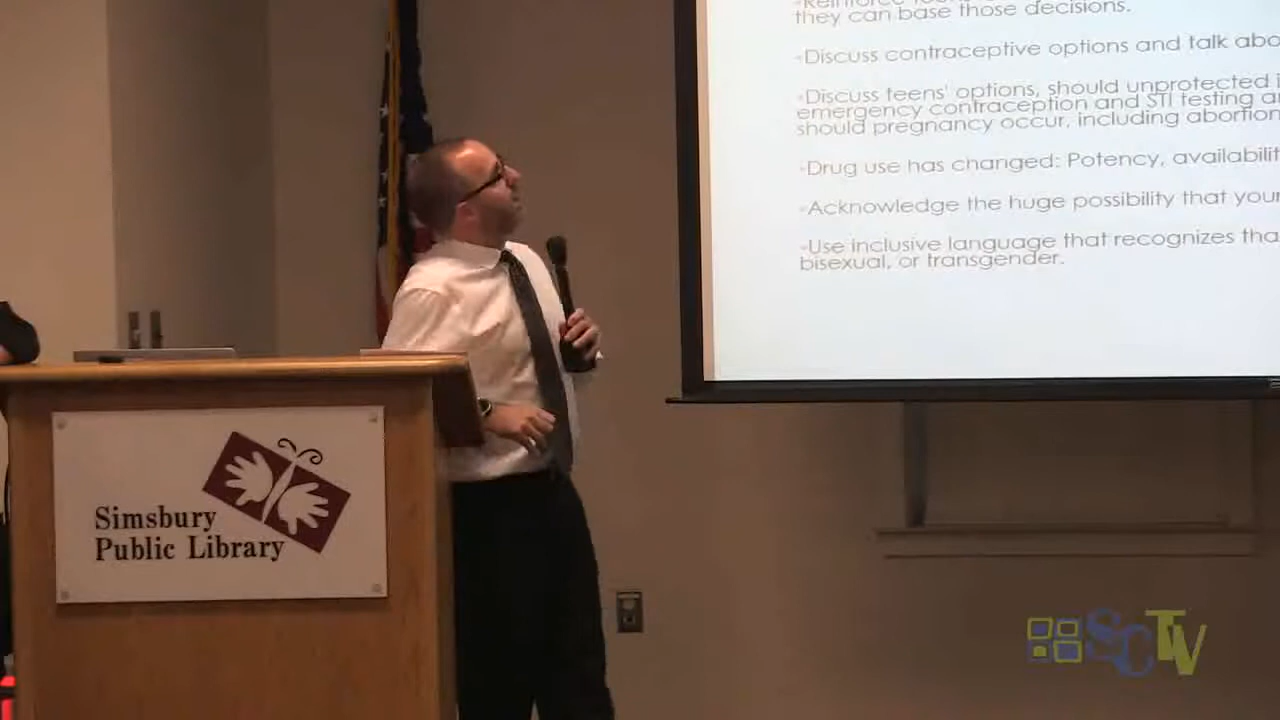 they can base those decisions.
•Discuss contraceptive options and talk abo
•Discuss teens' options, should unprotected i
emergency contraception and STI testing a
should pregnancy occur, including abortion
•Drug use has changed: Potency, availabilit
•Acknowledge the huge possibility that your
•Use inclusive language that recognizes tha
bisexual, or transgender.
Simsbury
Public Library
SCTV